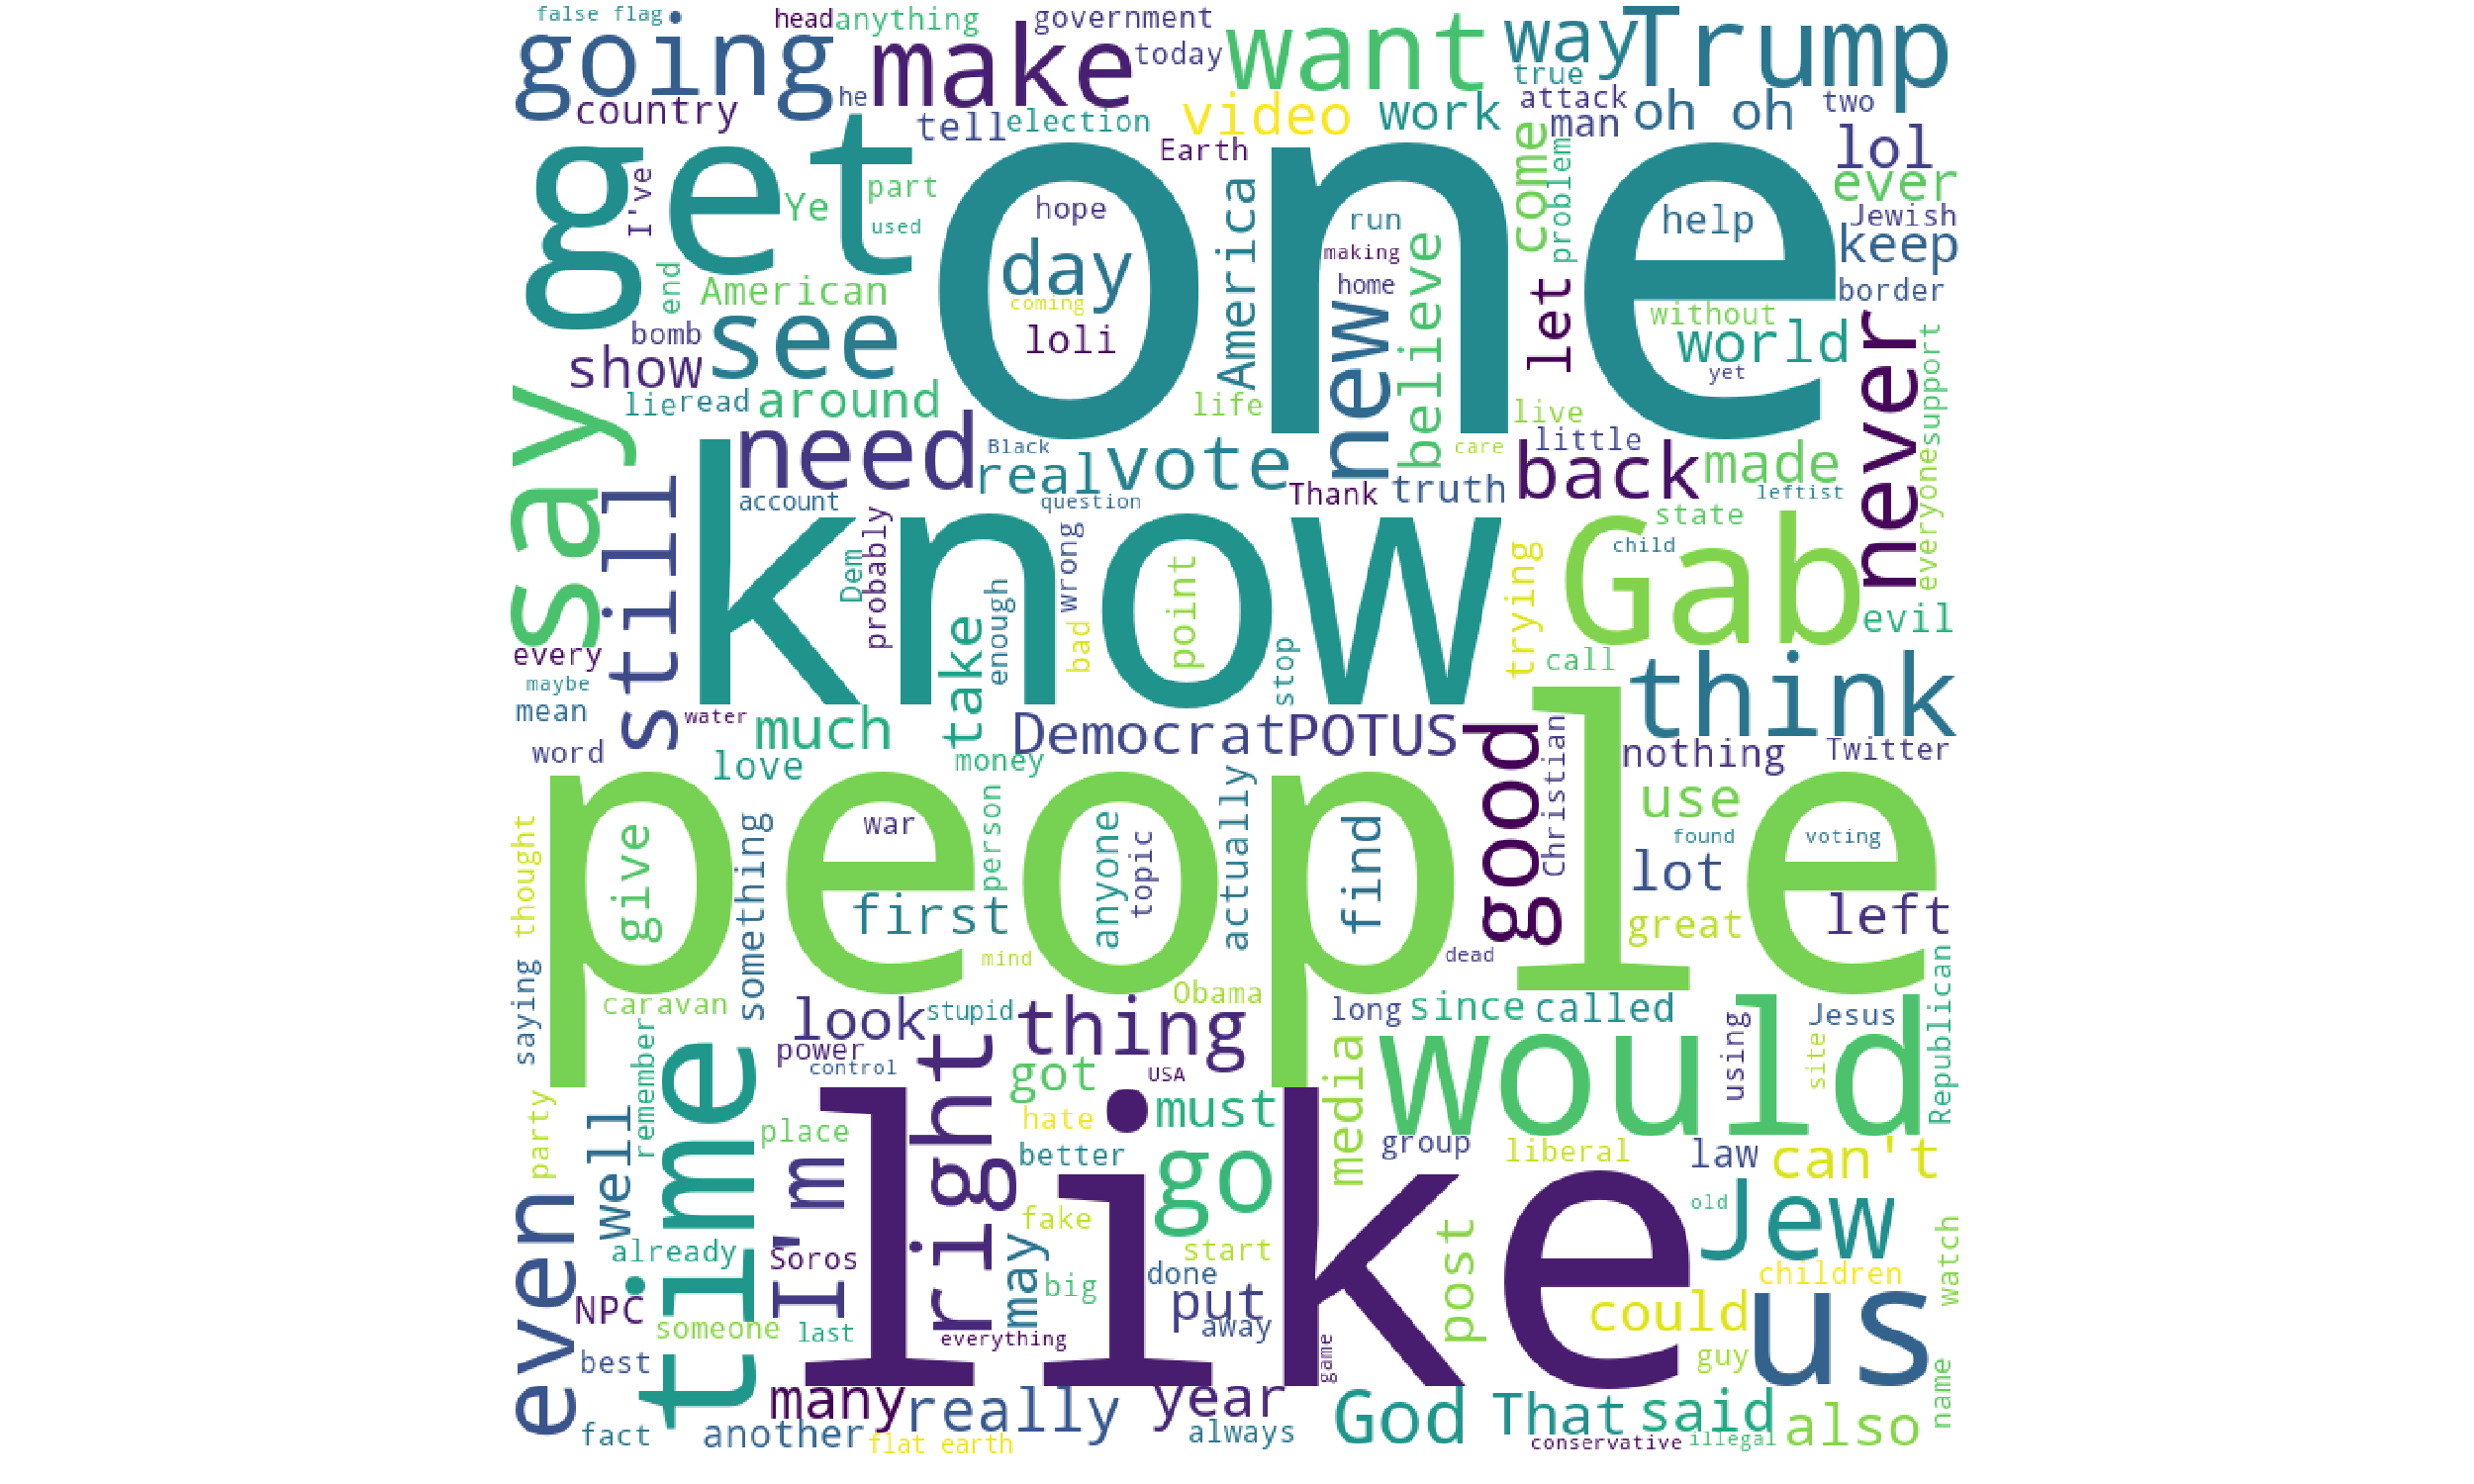 false flag
head
anything
government
going
make
today
want
way
Trump
true
country
he
tell
election
video
work
attack
man
two
oh oh
get
one
Earth
come
problem
lol
ever
I've
Ye
part
used
hope
day
coming
loli
America
run
making
home
new
believe
help
Jewish
keep
border
let
without
world
yet
never
end
American
bomb
see
show
lie
read
around
life
live
everyone
support
say
still
need
Black
real
vote
care
little
back
made
Thank
truth
leftist
account
question
know
probably
Dem
wrong
state
child
Gab
evil
every
maybe
mean
take
enough
bad
point
stop
trying
call
think
water
much
word
love
money
Democrat
POTUS
good
Christian
nothing
Twitter
people
use
found
voting
thought
give
something
war
person
first
anyone
topic
actually
find
lot
great
left
mind
dead
saying
caravan
Obama
look
stupid
thing
long
since
called
Jesus
Republican
remember
time
power
control
right
got
USA
media
would
using
site
party
well
place
hate
must
like
I'm
better
go
group
liberal
law
can't
even
already
Soros
fake
may
start
post
Jew
old
children
watch
big
done
NPC
someone
last
everything
put
away
could
us
best
game
guy
many
really
year
God
That
said
also
name
fact
another
flat earth
always
conservative
illegal